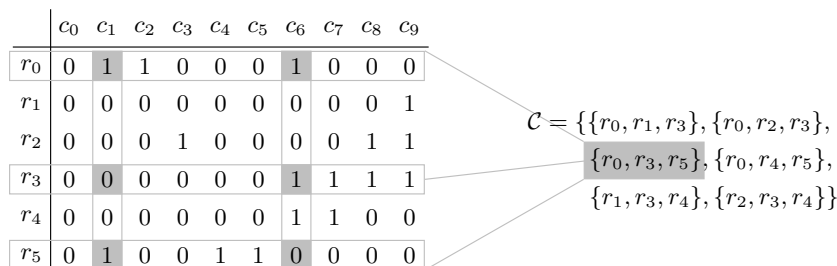 c₀ c₁ c₂ c₃ c₄ c₅ c₆ c₇ c₈ c₉
r₀ 0 1 1 0 0 0 1 0 0 0
r₁ 0 0 0 0 0 0 0 0 0 1
r₂ 0 0 0 1 0 0 0 0 1 1
r₃ 0 0 0 0 0 0 1 1 1 1
r₄ 0 0 0 0 0 0 1 1 0 0
r₅ 0 1 0 0 1 1 0 0 0 0
𝒞 = {{r₀, r₁, r₃}, {r₀, r₂, r₃},
{r₀, r₃, r₅}, {r₀, r₄, r₅},
{r₁, r₃, r₄}, {r₂, r₃, r₄}}